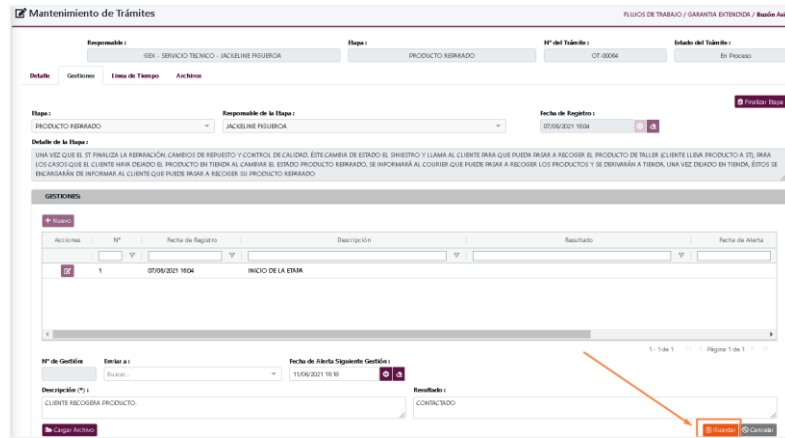 Mantenimiento de Trámites
FLUJOS DE TRABAJO / GARANTIA EXTENDIDA / Buzón Aui
Responsable :
Etapa :
N° del Trámite :
Estado del Trámite :
GEX - SERVICIO TECNICO - JACKELINE FIGUEROA
PRODUCTO REPARADO
OT-00064
En Proceso
Detalle Gestiones Linea de Tiempo Archivos
Finalizar Etapa
Etapa :
Responsable de la Etapa :
Fecha de Registro :
PRODUCTO REPARADO
JACKELINE FIGUEROA
07/06/2021 16:04
Detalle de la Etapa :
UNA VEZ QUE EL ST FINALIZA LA REPARACIÓN, CAMBIOS DE REPUESTO Y CONTROL DE CALIDAD, ÉSTE CAMBIA DE ESTADO EL SINIESTRO Y LLAMA AL CLIENTE PARA QUE PUEDA PASAR A RECOGER EL PRODUCTO DE TALLER (CLIENTE LLEVA PRODUCTO A ST), PARA
LOS CASOS QUE EL CLIENTE HAYA DEJADO EL PRODUCTO EN TIENDA AL CAMBIAR EL ESTADO PRODUCTO REPARADO, SE INFORMARÁ AL COURIER QUE PUEDE PASAR A RECOGER LOS PRODUCTOS Y SE DERIVARÁN A TIENDA, UNA VEZ DEJADO EN TIENDA, ÉSTOS SE
ENCARGARÁN DE INFORMAR AL CLIENTE QUE PUEDE PASAR A RECOGER SU PRODUCTO REPARADO
GESTIONES:
+ Nuevo
Acciones N° Fecha de Registro Descripción Resultado Fecha de Alerta
1 07/06/2021 16:04 INICIO DE LA ETAPA
1 - 1 de 1 Página 1 de 1
N° de Gestión:
Enviar a :
Fecha de Alerta Siguiente Gestión :
Buscar...
11/06/2021 16:18
Descripción (*) :
Resultado :
CLIENTE RECOGERA PRODUCTO.
CONTACTADO
Cargar Archivo
Guardar
Cancelar